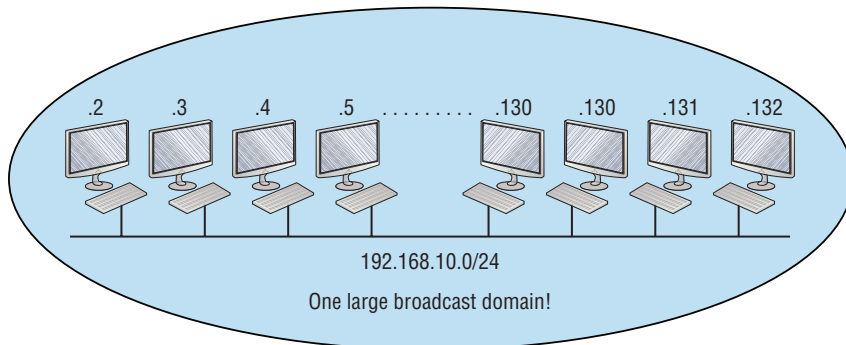 .2 .3 .4 .5 . . . . . . . . . .130 .130 .131 .132
192.168.10.0/24
One large broadcast domain!